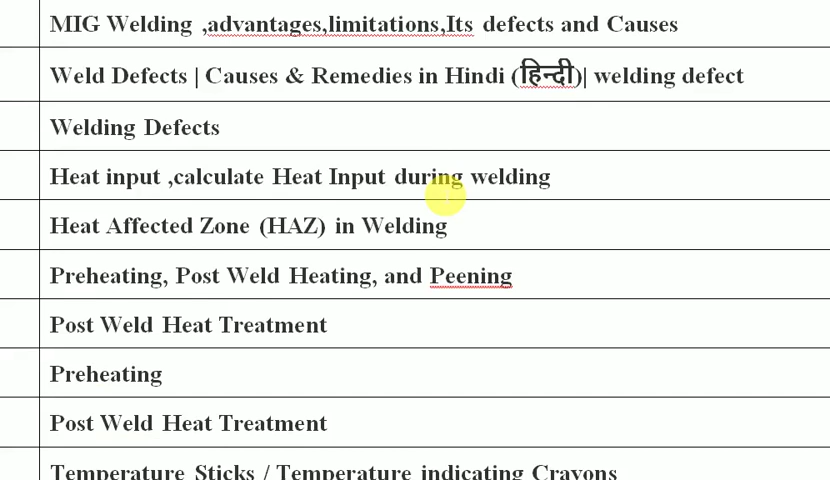 MIG Welding ,advantages,limitations,Its defects and Causes
Weld Defects | Causes & Remedies in Hindi (हिन्दी)| welding defect
Welding Defects
Heat input ,calculate Heat Input during welding
Heat Affected Zone (HAZ) in Welding
Preheating, Post Weld Heating, and Peening
Post Weld Heat Treatment
Preheating
Post Weld Heat Treatment
Temperature Sticks / Temperature indicating Crayons